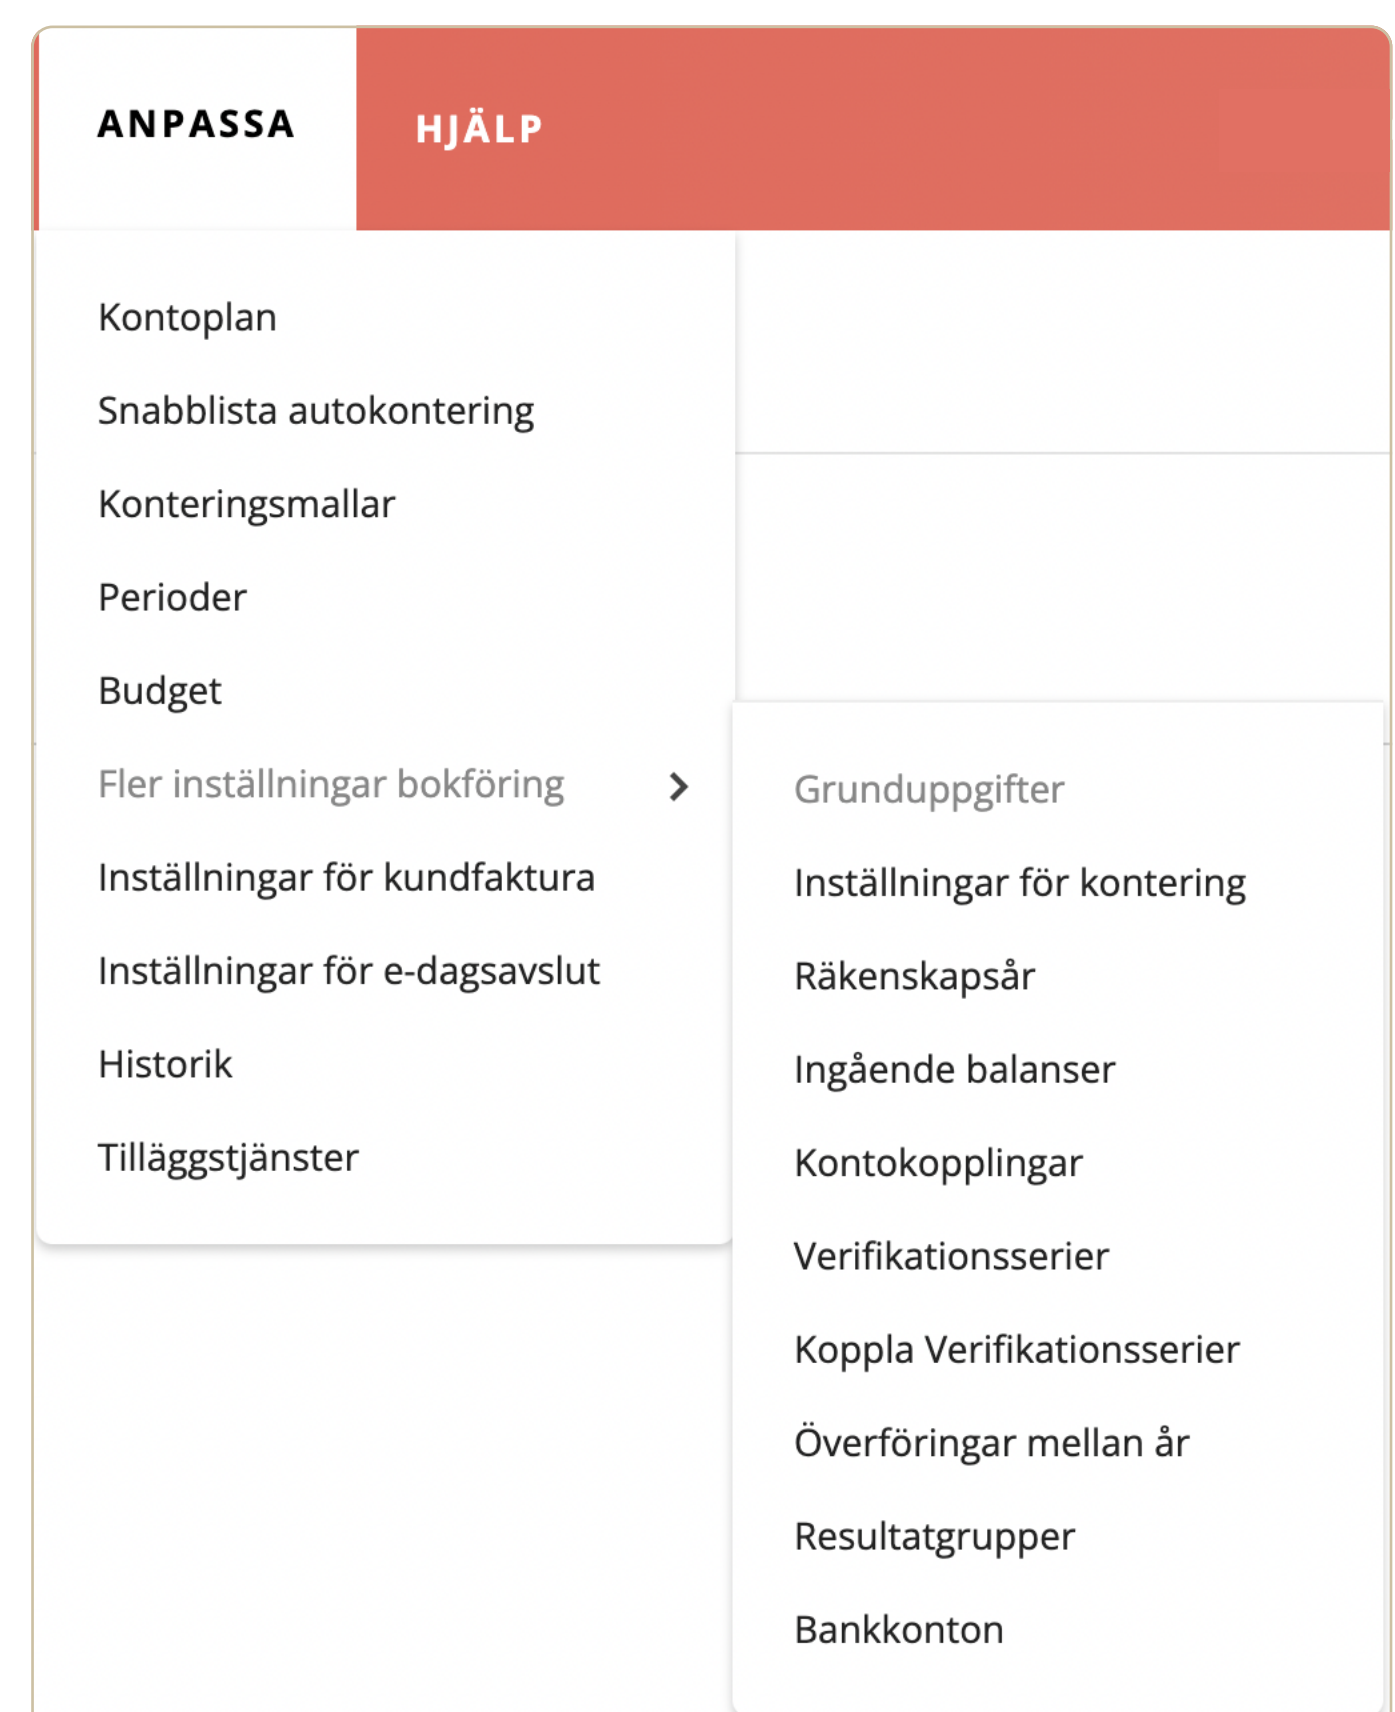 ANPASSA
HJÄLP
Kontoplan
Snabblista autokontering
Konteringsmallar
Perioder
Budget
Fler inställningar bokföring
Inställningar för kundfaktura
Inställningar för e-dagsavslut
Historik
Tilläggstjänster
Grunduppgifter
Inställningar för kontering
Räkenskapsår
Ingående balanser
Kontokopplingar
Verifikationsserier
Koppla Verifikationsserier
Överföringar mellan år
Resultatgrupper
Bankkonton